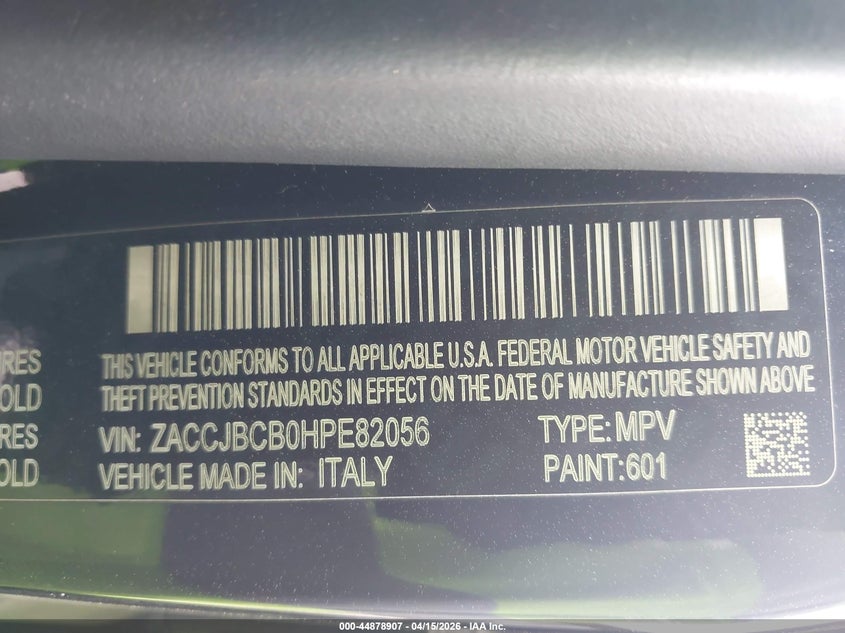 THIS VEHICLE CONFORMS TO ALL APPLICABLE U.S.A. FEDERAL MOTOR VEHICLE SAFETY AND
THEFT PREVENTION STANDARDS IN EFFECT ON THE DATE OF MANUFACTURE SHOWN ABOVE
VIN: ZACCJBCB0HPE82056 TYPE: MPV
VEHICLE MADE IN: ITALY PAINT: 601
RES
OLD
RES
OLD
000-44878907 - 04/15/2026 - IAA Inc.